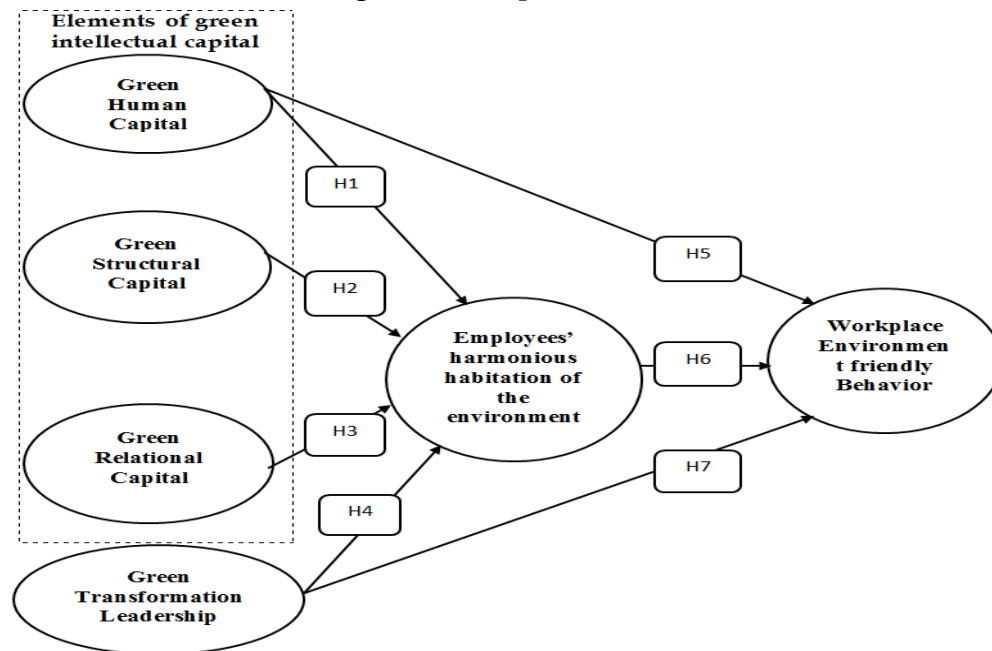 Elements of green
intellectual capital
Green
Human
Capital
H1
Green
Structural
Capital
H2
H5
Employees'
harmonious
habitation of
the
environment
H6
Workplace
Environmen
t friendly
Behavior
Green
Relational
Capital
H3
H4
H7
Green
Transformation
Leadership